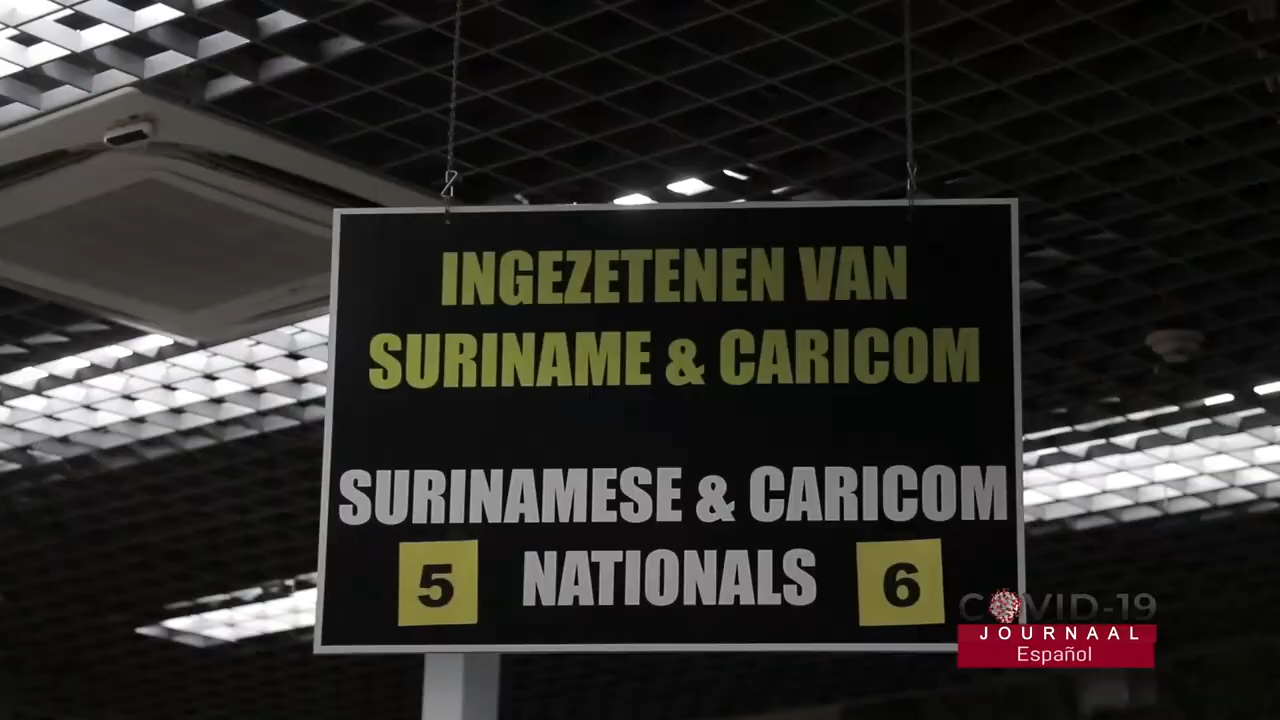 INGEZETENEN VAN
SURINAME & CARICOM
SURINAMESE & CARICOM
5 NATIONALS 6
COVID-19
JOURNAAL
Español